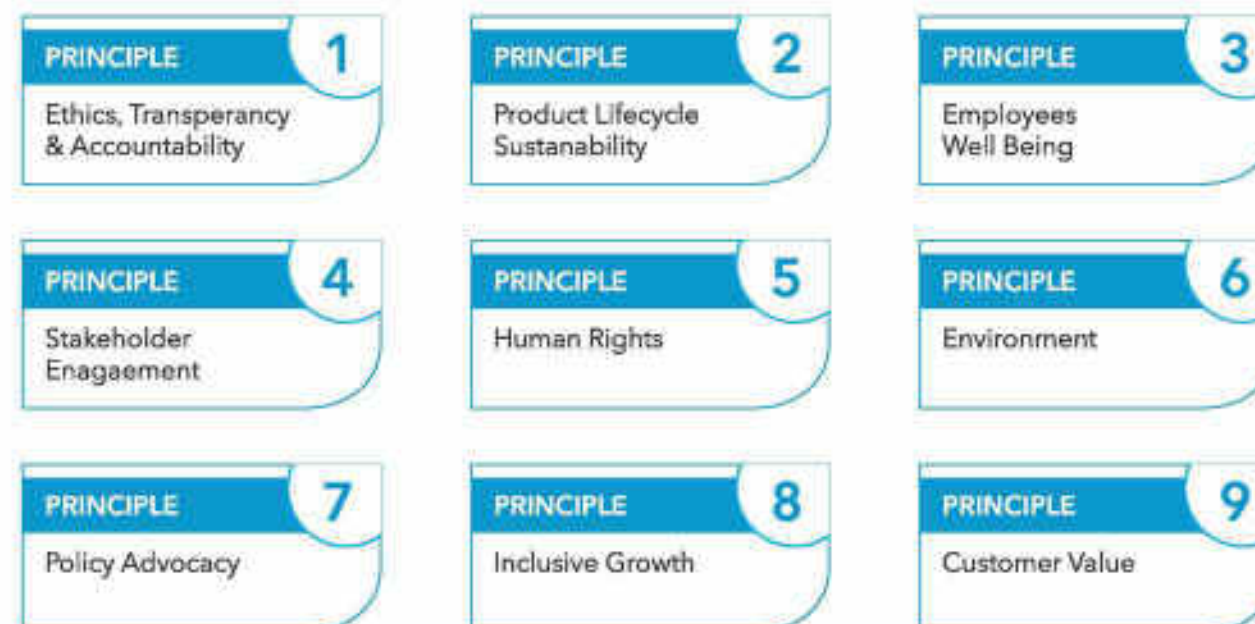 PRINCIPLE 1
Ethics, Transperancy
& Accountability
PRINCIPLE 2
Product Lifecycle
Sustanability
PRINCIPLE 3
Employees
Well Being
PRINCIPLE 4
Stakeholder
Enagaement
PRINCIPLE 5
Human Rights
PRINCIPLE 6
Environment
PRINCIPLE 7
Policy Advocacy
PRINCIPLE 8
Inclusive Growth
PRINCIPLE 9
Customer Value